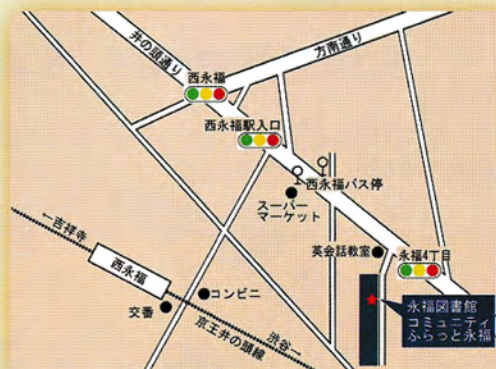 井の頭通り
方南通り
西永福
西永福駅入口
西永福バス停
スーパー
マーケット
←吉祥寺
英会話教室
永福4丁目
西永福
コンビニ
交番
京王井の頭線
渋谷→
永福図書館
コミュニティ
ふらっと永福